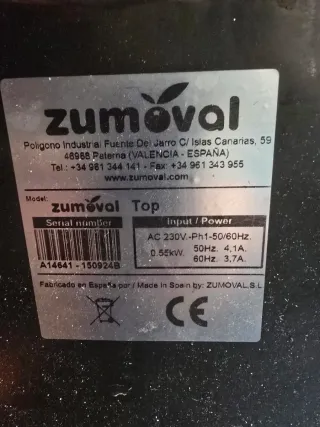 zumoval
Polígono Industrial Fuente Del Jarro C/ Islas Canarias, 59
46988 Paterna (VALENCIA - ESPAÑA)
Tel.: +34 961 344 141 - Fax: +34 961 343 955
www.zumoval.com
Model: zumoval Top
Serial number Input / Power
AC 230V.-Ph1-50/60Hz.
0.55kW. 50Hz. 4,1A.
60Hz. 3,7A.
A14641 - 150924B
Fabricado en España por / Made in Spain by: ZUMOVAL,S.L.
CE